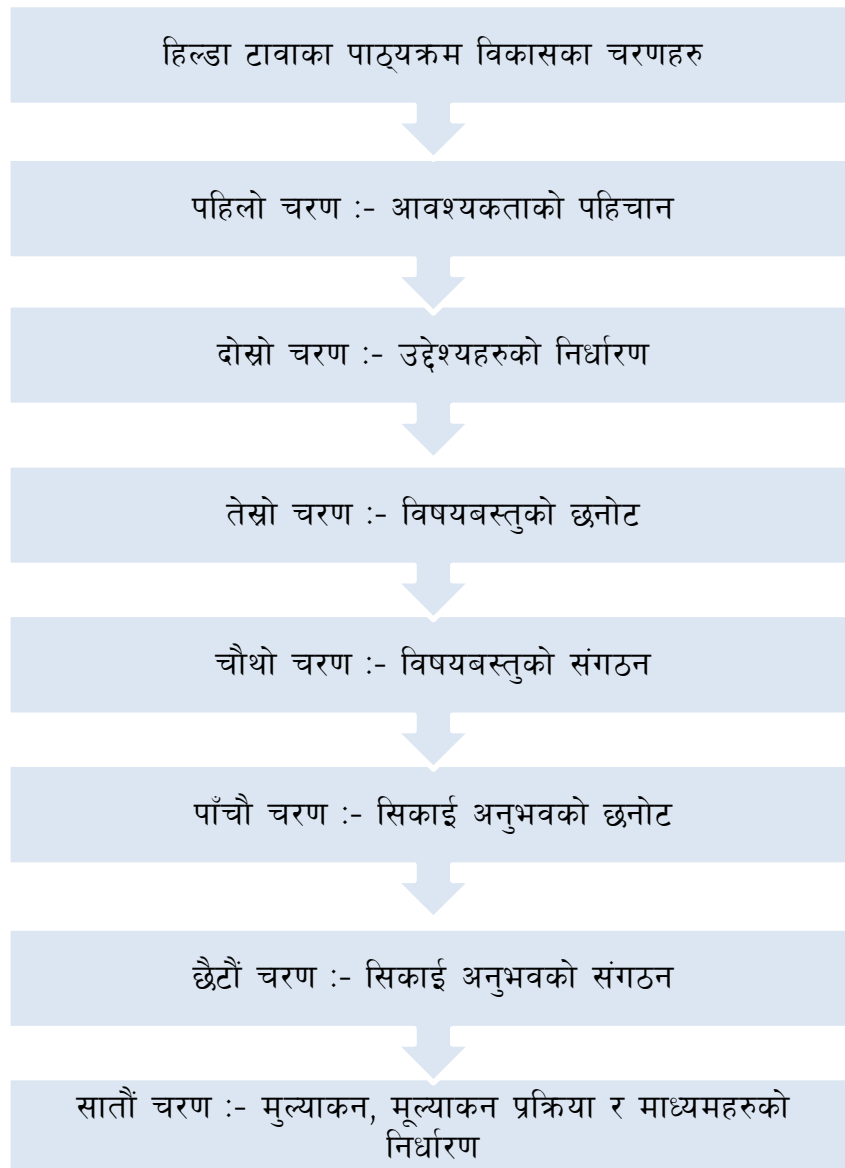 हिल्डा टावाका पाठ्यक्रम विकासका चरणहरु
पहिलो चरण :- आवश्यकताको पहिचान
दोस्रो चरण :- उद्देश्यहरुको निर्धारण
तेस्रो चरण :- विषयबस्तुको छनोट
चौथो चरण :- विषयबस्तुको संगठन
पाँचौ चरण :- सिकाई अनुभवको छनोट
छैटौं चरण :- सिकाई अनुभवको संगठन
सातौं चरण :- मुल्याकन, मूल्याकन प्रक्रिया र माध्यमहरुको
निर्धारण